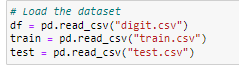 # Load the dataset
df = pd.read_csv("digit.csv")
train = pd.read_csv("train.csv")
test = pd.read_csv("test.csv")